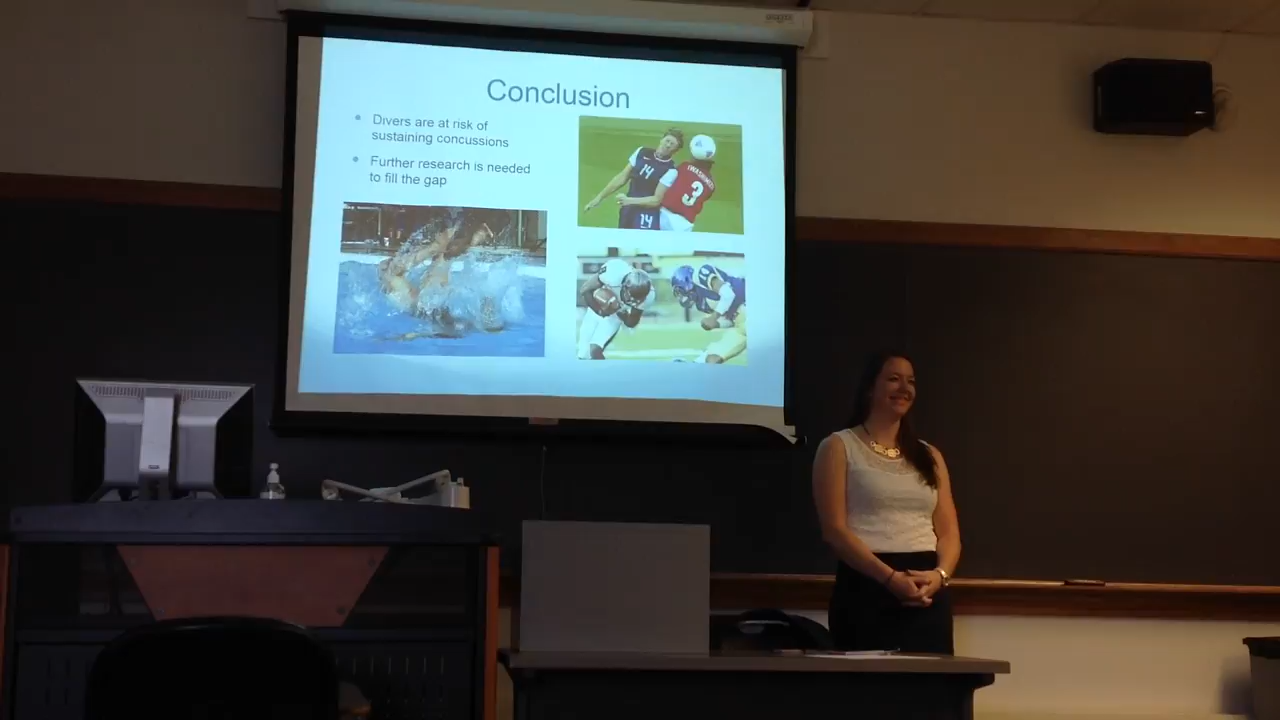 Conclusion
Divers are at risk of
sustaining concussions
Further research is needed
to fill the gap
14
3
14